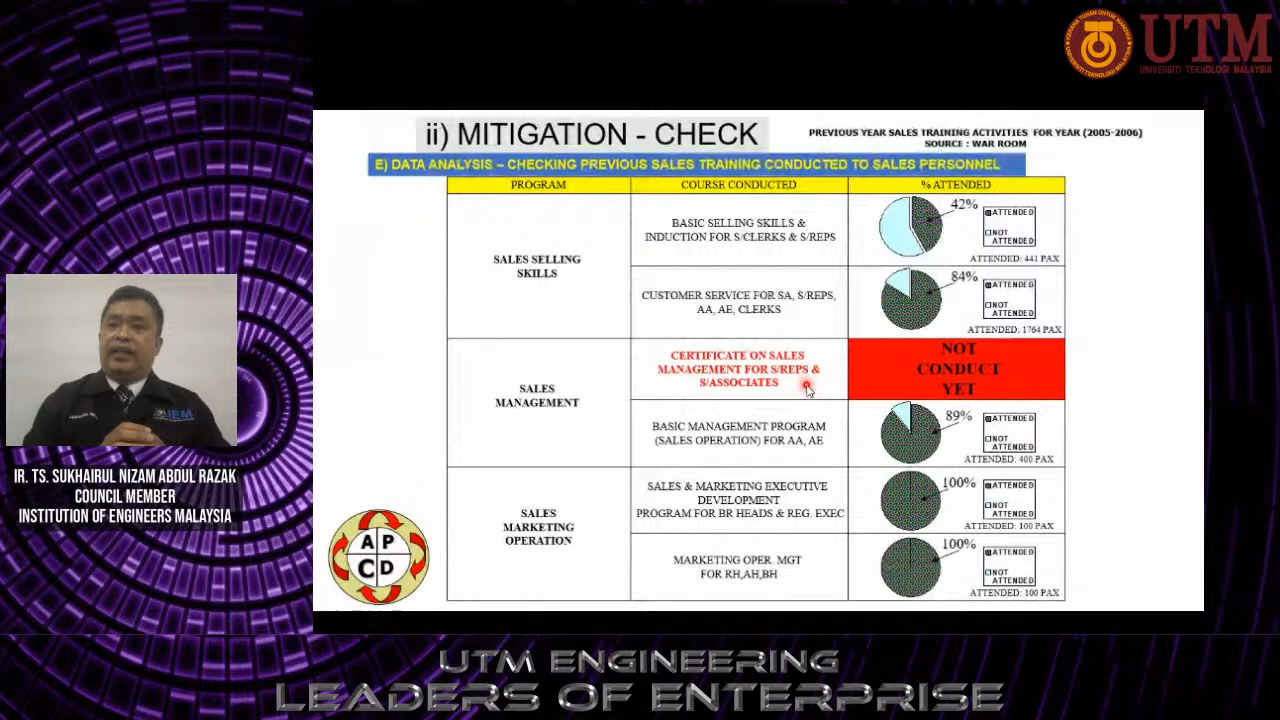 UTM
UNIVERSITI TEKNOLOGI MALAYSIA
ii) MITIGATION - CHECK
PREVIOUS YEAR SALES TRAINING ACTIVITIES FOR YEAR (2005-2006)
SOURCE : WAR ROOM
E) DATA ANALYSIS – CHECKING PREVIOUS SALES TRAINING CONDUCTED TO SALES PERSONNEL
PROGRAM
COURSE CONDUCTED
% ATTENDED
SALES SELLING
SKILLS
BASIC SELLING SKILLS &
INDUCTION FOR S/CLERKS & S/REPS
42%
ATTENDED
NOT
ATTENDED
ATTENDED: 441 PAX
CUSTOMER SERVICE FOR SA, S/REPS,
AA, AE, CLERKS
84%
ATTENDED
NOT
ATTENDED
ATTENDED: 1764 PAX
SALES
MANAGEMENT
CERTIFICATE ON SALES
MANAGEMENT FOR S/REPS &
S/ASSOCIATES
NOT
CONDUCT
YET
BASIC MANAGEMENT PROGRAM
(SALES OPERATION) FOR AA, AE
89%
ATTENDED
NOT
ATTENDED
ATTENDED: 400 PAX
SALES
MARKETING
OPERATION
SALES & MARKETING EXECUTIVE
DEVELOPMENT
PROGRAM FOR BR HEADS & REG. EXEC
100%
ATTENDED
NOT
ATTENDED
ATTENDED: 100 PAX
MARKETING OPER. MGT
FOR RH,AH,BH
100%
ATTENDED
NOT
ATTENDED
ATTENDED: 100 PAX
A P
C D
IEM
IR. TS. SUKHAIRUL NIZAM ABDUL RAZAK
COUNCIL MEMBER
INSTITUTION OF ENGINEERS MALAYSIA
UTM ENGINEERING
LEADERS OF ENTERPRISE